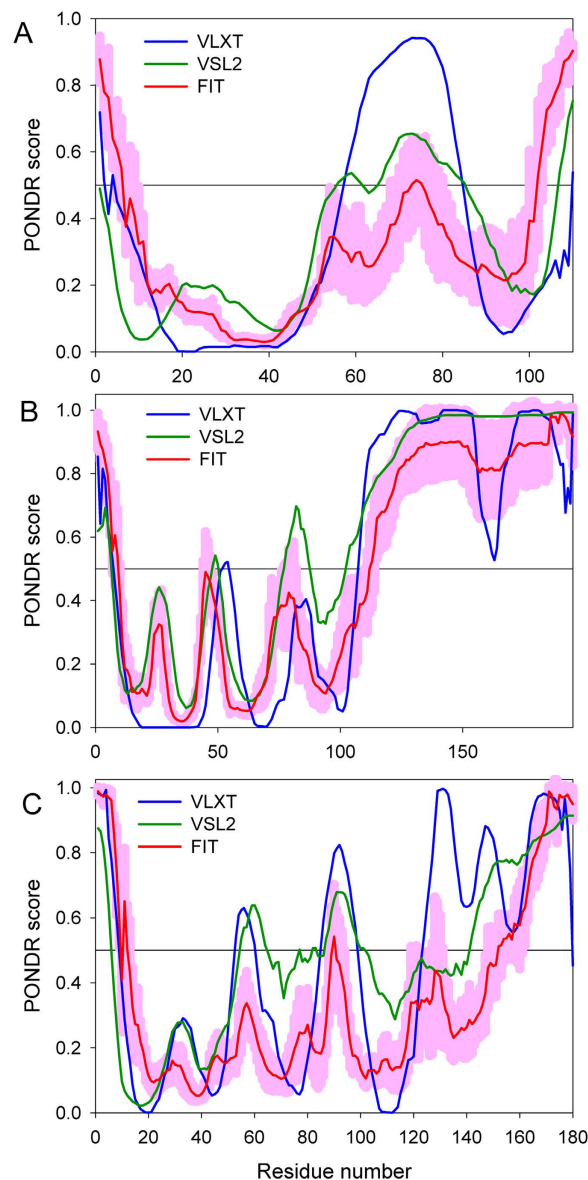 A
PONDR score
1.0
0.8
0.6
0.4
0.2
0.0
VLXT
VSL2
FIT
0 20 40 60 80 100
B
PONDR score
1.0
0.8
0.6
0.4
0.2
0.0
VLXT
VSL2
FIT
0 50 100 150
C
PONDR score
1.0
0.8
0.6
0.4
0.2
0.0
VLXT
VSL2
FIT
0 20 40 60 80 100 120 140 160 180
Residue number